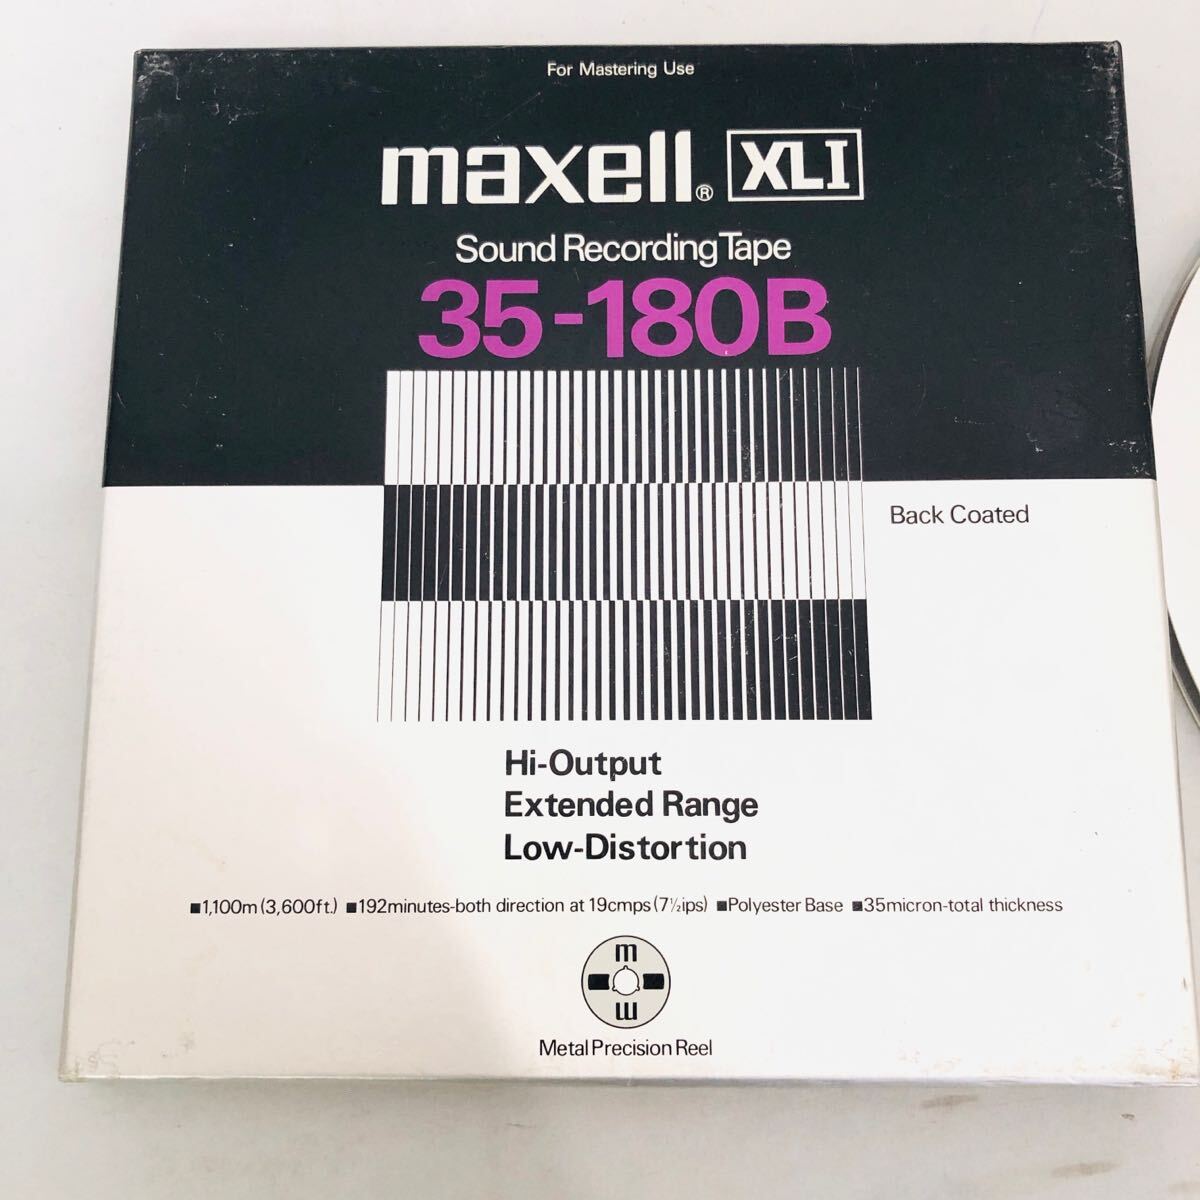 For Mastering Use
maxell® XLI
Sound Recording Tape
35-180B
Back Coated
Hi-Output
Extended Range
Low-Distortion
■1,100m (3,600ft.) ■192minutes-both direction at 19cmps (7½ips) ■Polyester Base ■35micron-total thickness
m
m
Metal Precision Reel